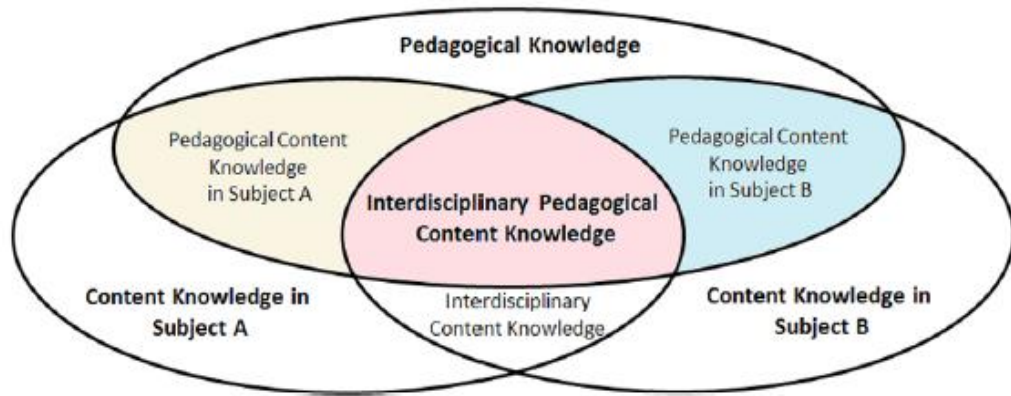 Pedagogical Knowledge
Pedagogical Content
Knowledge
in Subject A
Pedagogical Content
Knowledge
in Subject B
Interdisciplinary Pedagogical
Content Knowledge
Content Knowledge in
Subject A
Interdisciplinary
Content Knowledge
Content Knowledge in
Subject B